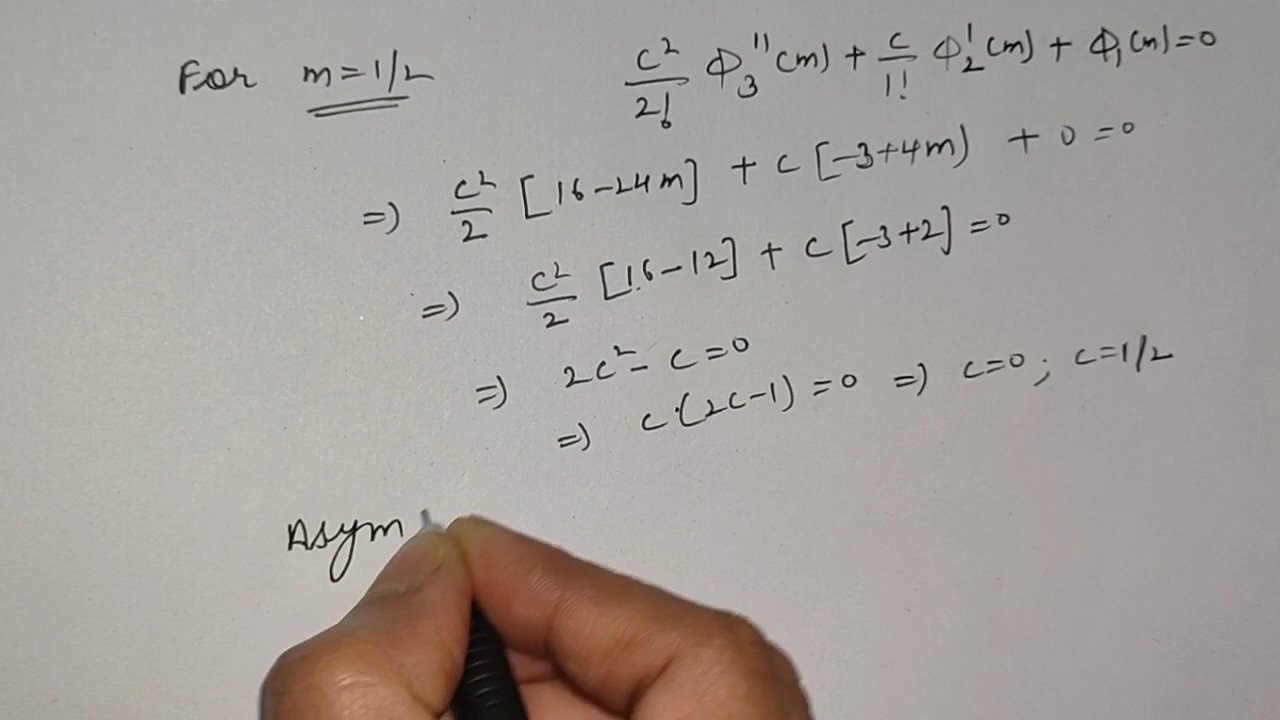 For m=1/2 c²/2! Φ₃''(m) + c/1! Φ₂'(m) + Φ₁(m)=0
=) c²/2 [16-24m] + c [-3+4m) + 0 =0
=) c²/2 [16-12] + c [-3+2] =0
=) 2c² - c =0
=) c·(2c-1) =0 =) c=0; c=1/2
Asym